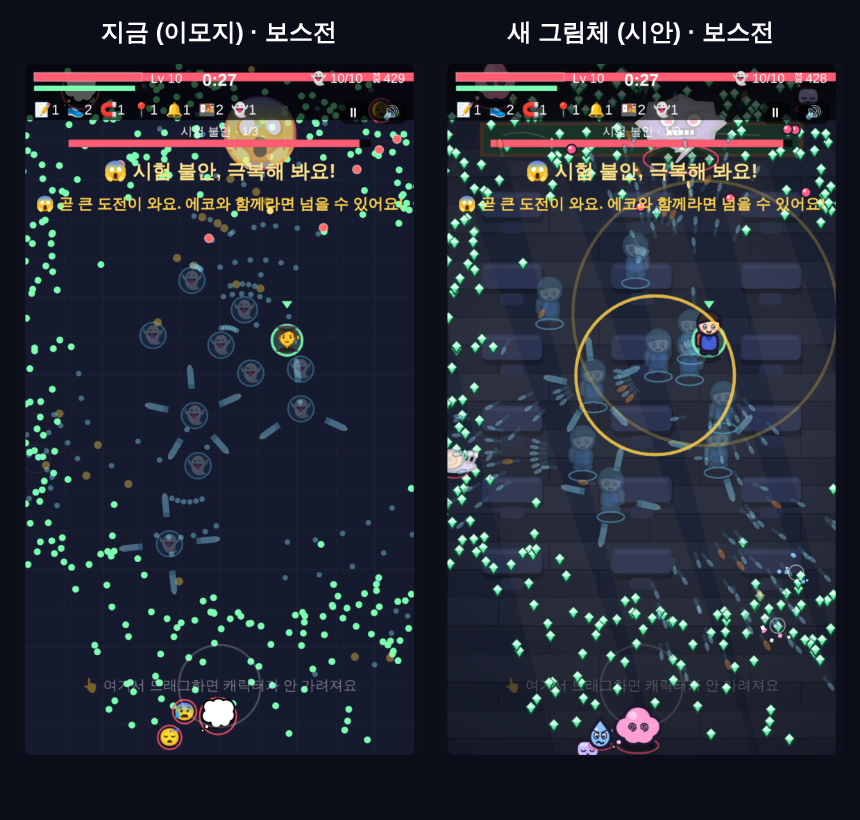 지금 (이모지) · 보스전
Lv 10 0:27 👻 10/10 429
📝1 👟2 🧲1 📍1 🔔1 🎴2 👻1 ⏸ 🔊
시험 불안 · 1/3
😱 시험 불안, 극복해 봐요!
😱 곧 큰 도전이 와요. 에코와 함께라면 넘을 수 있어요!
👆 여기서 드래그하면 캐릭터가 안 가려져요
새 그림체 (시안) · 보스전
Lv 10 0:27 👻 10/10 428
📝1 👟2 🧲1 📍1 🔔1 🎴2 👻1 ⏸ 🔊
시험 불안 ·
😱 시험 불안, 극복해 봐요!
😱 곧 큰 도전이 와요. 에코와 함께라면 넘을 수 있어요!
👆 여기서 드래그하면 캐릭터가 안 가려져요